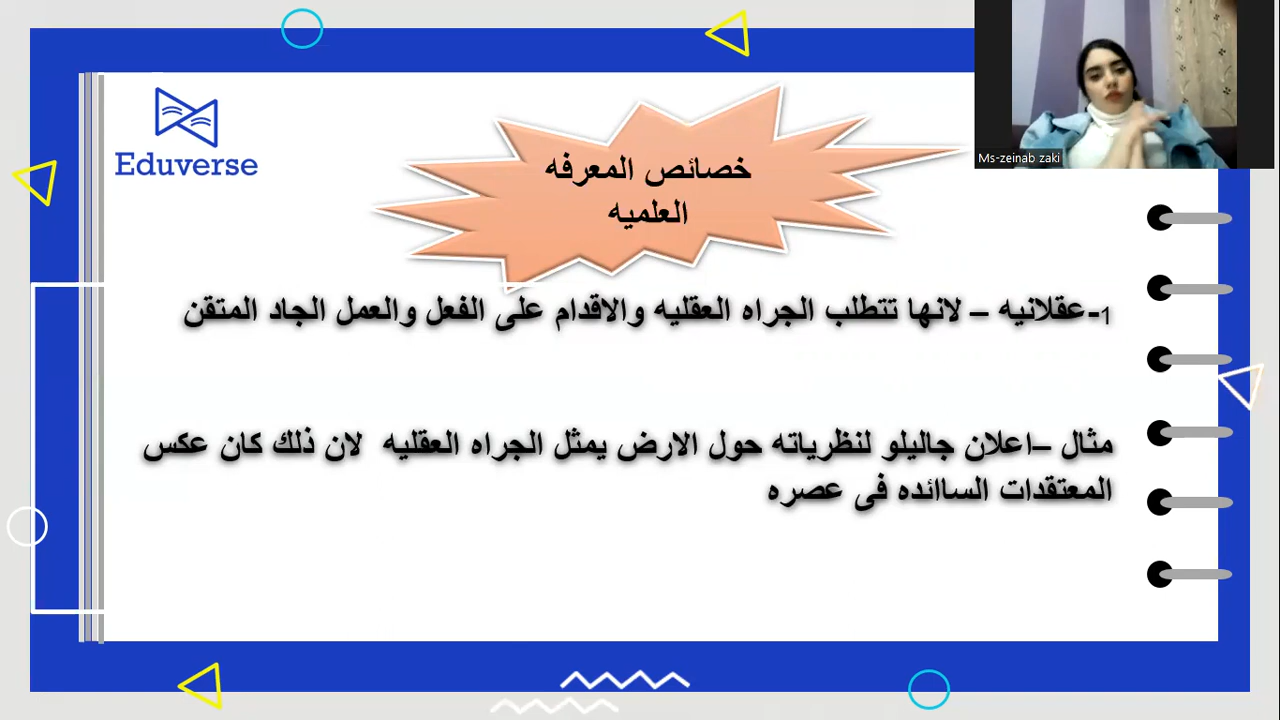 Eduverse
Ms-zeinab zaki
خصائص المعرفه
العلميه
1-عقلانيه – لانها تتطلب الجراه العقليه والاقدام على الفعل والعمل الجاد المتقن
مثال –اعلان جاليلو لنظرياته حول الارض يمثل الجراه العقليه لان ذلك كان عكس
المعتقدات الساائده فى عصره